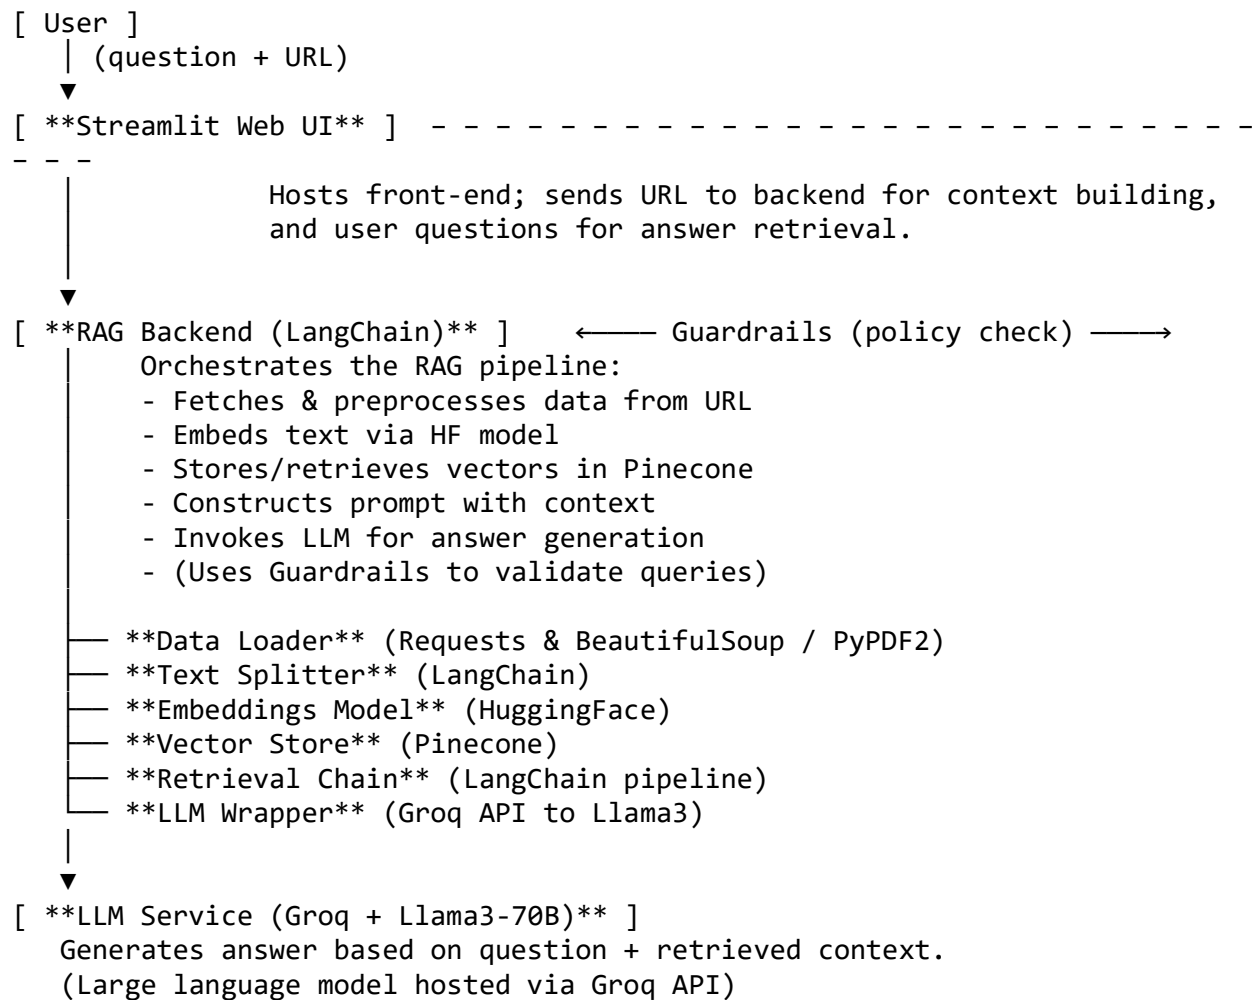 [ User ]
│ (question + URL)
▼
[ **Streamlit Web UI** ] - - - - - - - - - - - - - - - - - - - - - - - - - -
- - -
│ Hosts front-end; sends URL to backend for context building,
│ and user questions for answer retrieval.
│
▼
[ **RAG Backend (LangChain)** ] ←──── Guardrails (policy check) ────→
│ Orchestrates the RAG pipeline:
│ - Fetches & preprocesses data from URL
│ - Embeds text via HF model
│ - Stores/retrieves vectors in Pinecone
│ - Constructs prompt with context
│ - Invokes LLM for answer generation
│ - (Uses Guardrails to validate queries)
│
├── **Data Loader** (Requests & BeautifulSoup / PyPDF2)
├── **Text Splitter** (LangChain)
├── **Embeddings Model** (HuggingFace)
├── **Vector Store** (Pinecone)
├── **Retrieval Chain** (LangChain pipeline)
└── **LLM Wrapper** (Groq API to Llama3)
│
▼
[ **LLM Service (Groq + Llama3-70B)** ]
Generates answer based on question + retrieved context.
(Large language model hosted via Groq API)